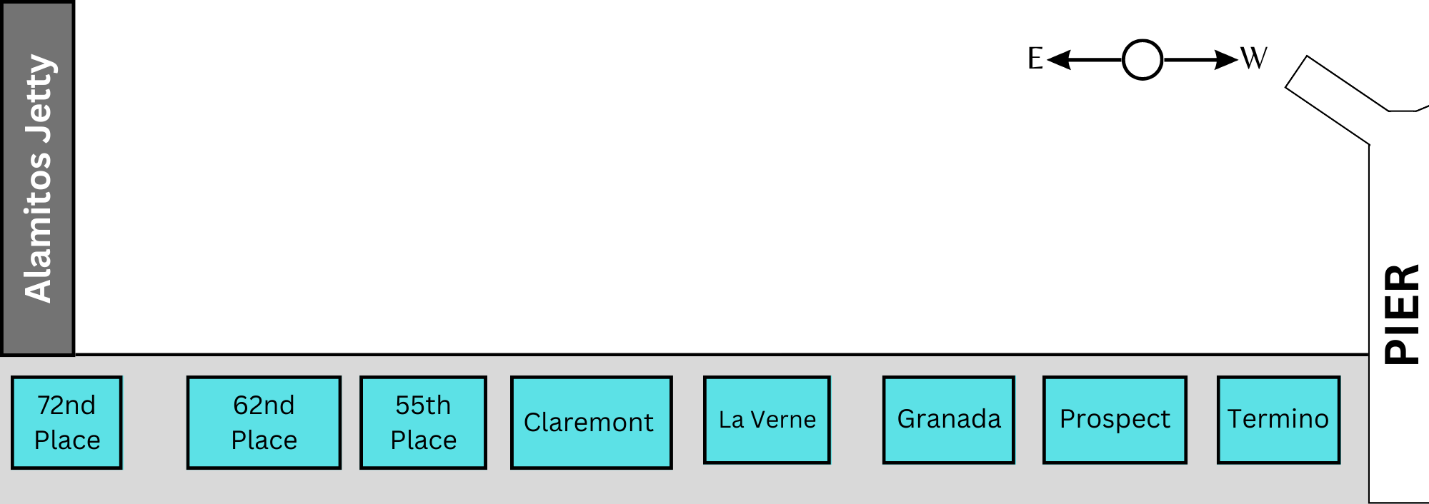 Alamitos Jetty
E
W
PIER
72nd
Place
62nd
Place
55th
Place
Claremont
La Verne
Granada
Prospect
Termino